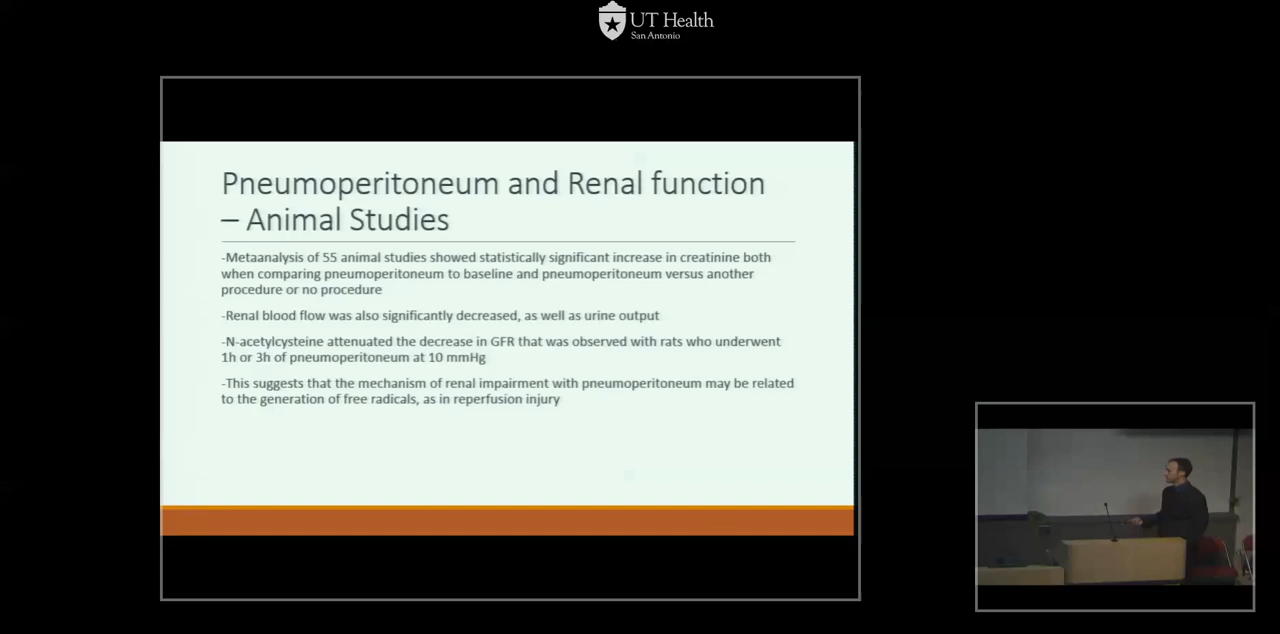 UT Health
San Antonio
Pneumoperitoneum and Renal function
– Animal Studies
-Metaanalysis of 55 animal studies showed statistically significant increase in creatinine both
when comparing pneumoperitoneum to baseline and pneumoperitoneum versus another
procedure or no procedure
-Renal blood flow was also significantly decreased, as well as urine output
-N-acetylcysteine attenuated the decrease in GFR that was observed with rats who underwent
1h or 3h of pneumoperitoneum at 10 mmHg
-This suggests that the mechanism of renal impairment with pneumoperitoneum may be related
to the generation of free radicals, as in reperfusion injury